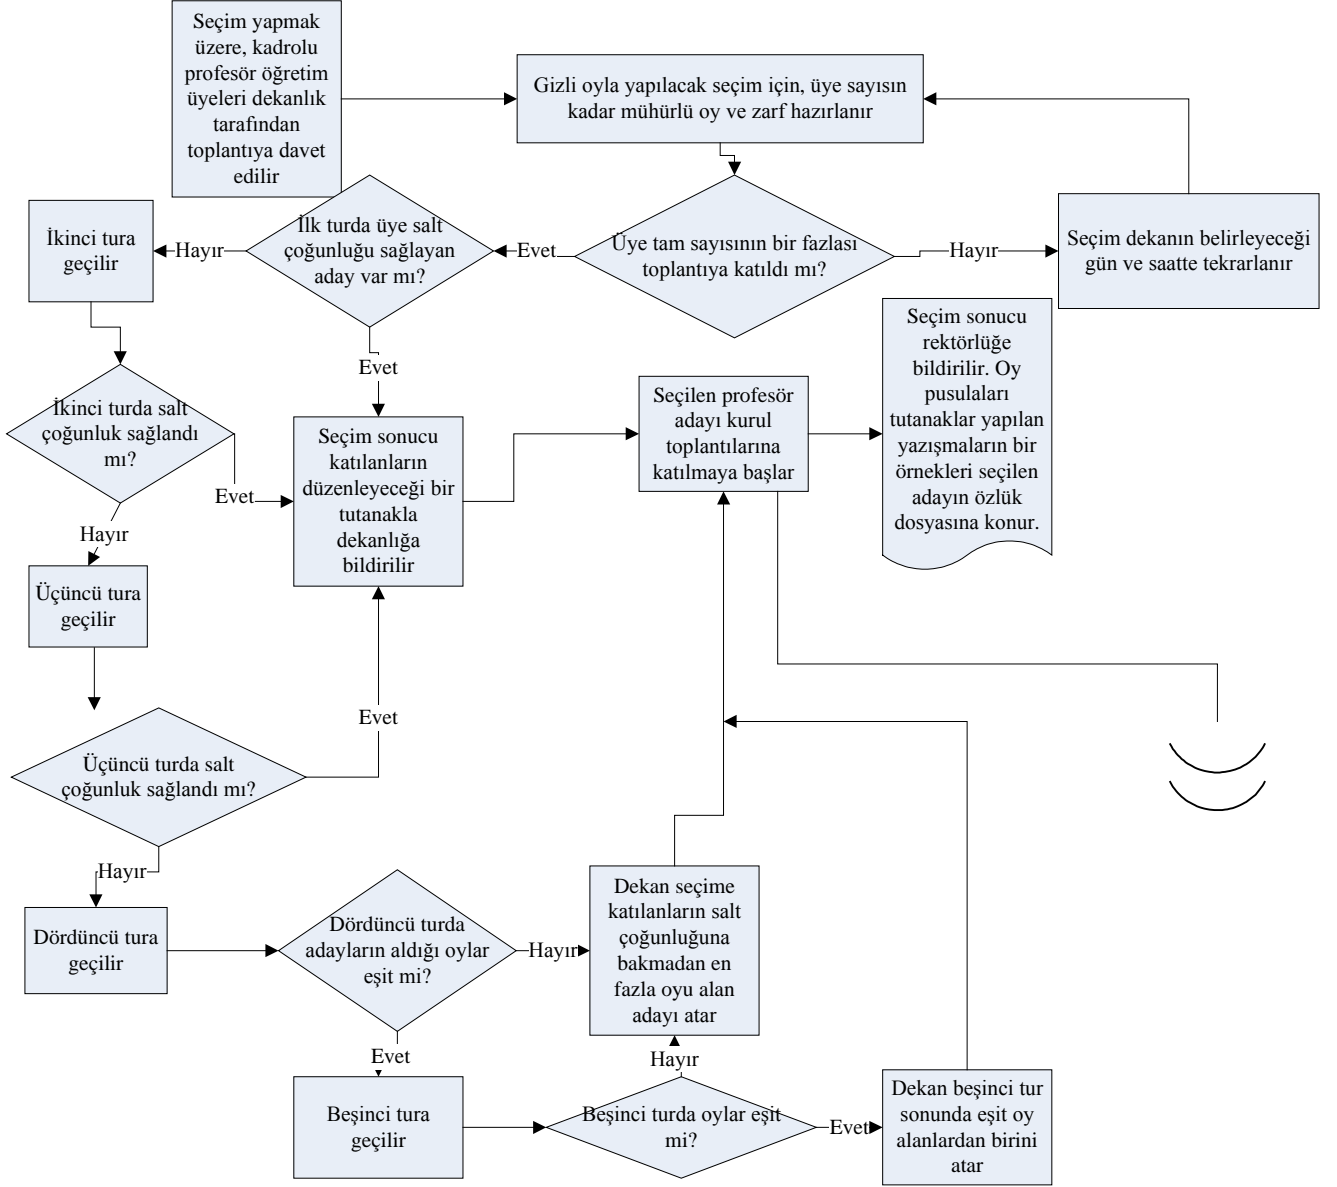 Seçim yapmak
üzere, kadrolu
profesör öğretim
üyeleri dekanlık
tarafından
toplantıya davet
edilir
Gizli oyla yapılacak seçim için, üye sayısın
kadar mühürlü oy ve zarf hazırlanır
İkinci tura
geçilir
Hayır
İlk turda üye salt
çoğunluğu sağlayan
aday var mı?
Evet
Üye tam sayısının bir fazlası
toplantıya katıldı mı?
Hayır
Seçim dekanın belirleyeceği
gün ve saatte tekrarlanır
Evet
İkinci turda salt
çoğunluk sağlandı
mı?
Evet
Seçim sonucu
katılanların
düzenleyeceği bir
tutanakla
dekanlığa
bildirilir
Seçilen profesör
adayı kurul
toplantılarına
katılmaya başlar
Seçim sonucu
rektörlüğe
bildirilir. Oy
pusulaları
tutanaklar yapılan
yazışmaların bir
örnekleri seçilen
adayın özlük
dosyasına konur.
Hayır
Üçüncü tura
geçilir
Evet
Üçüncü turda salt
çoğunluk sağlandı mı?
Hayır
Dördüncü tura
geçilir
Dördüncü turda
adayların aldığı oylar
eşit mi?
Hayır
Dekan seçime
katılanların salt
çoğunluğuna
bakmadan en
fazla oyu alan
adayı atar
Evet
Hayır
Beşinci tura
geçilir
Beşinci turda oylar eşit
mi?
Evet
Dekan beşinci tur
sonunda eşit oy
alanlardan birini
atar